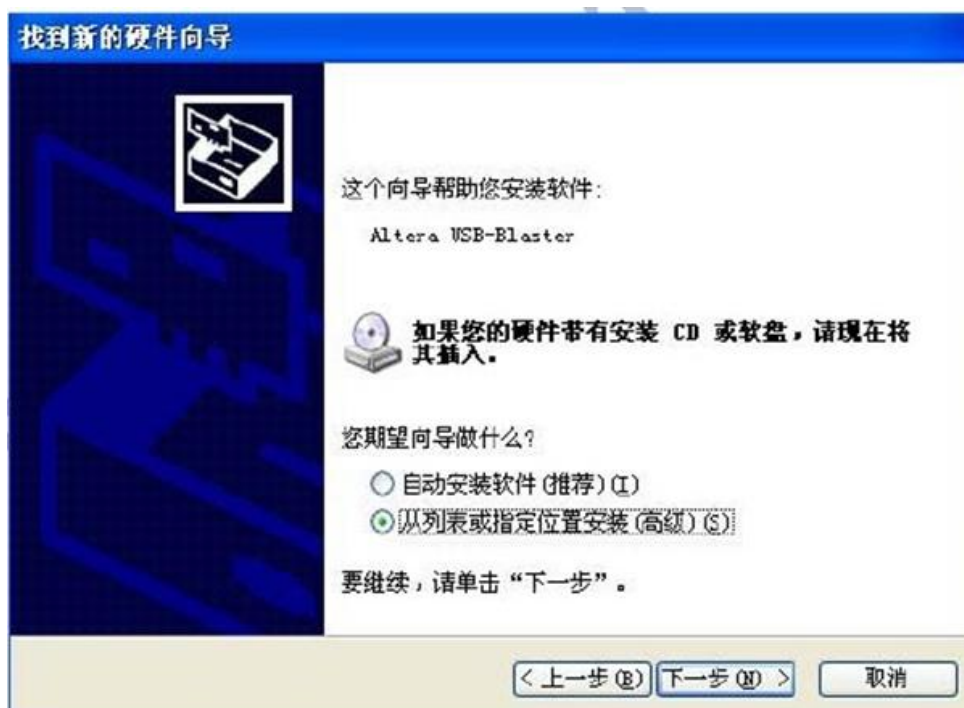 找到新的硬件向导
这个向导帮助您安装软件:
Altera USB-Blaster
如果您的硬件带有安装 CD 或软盘，请现在将
其插入。
您期望向导做什么?
自动安装软件(推荐)(I)
从列表或指定位置安装(高级)(S)
要继续，请单击“下一步”。
< 上一步(B)
下一步(N) >
取消